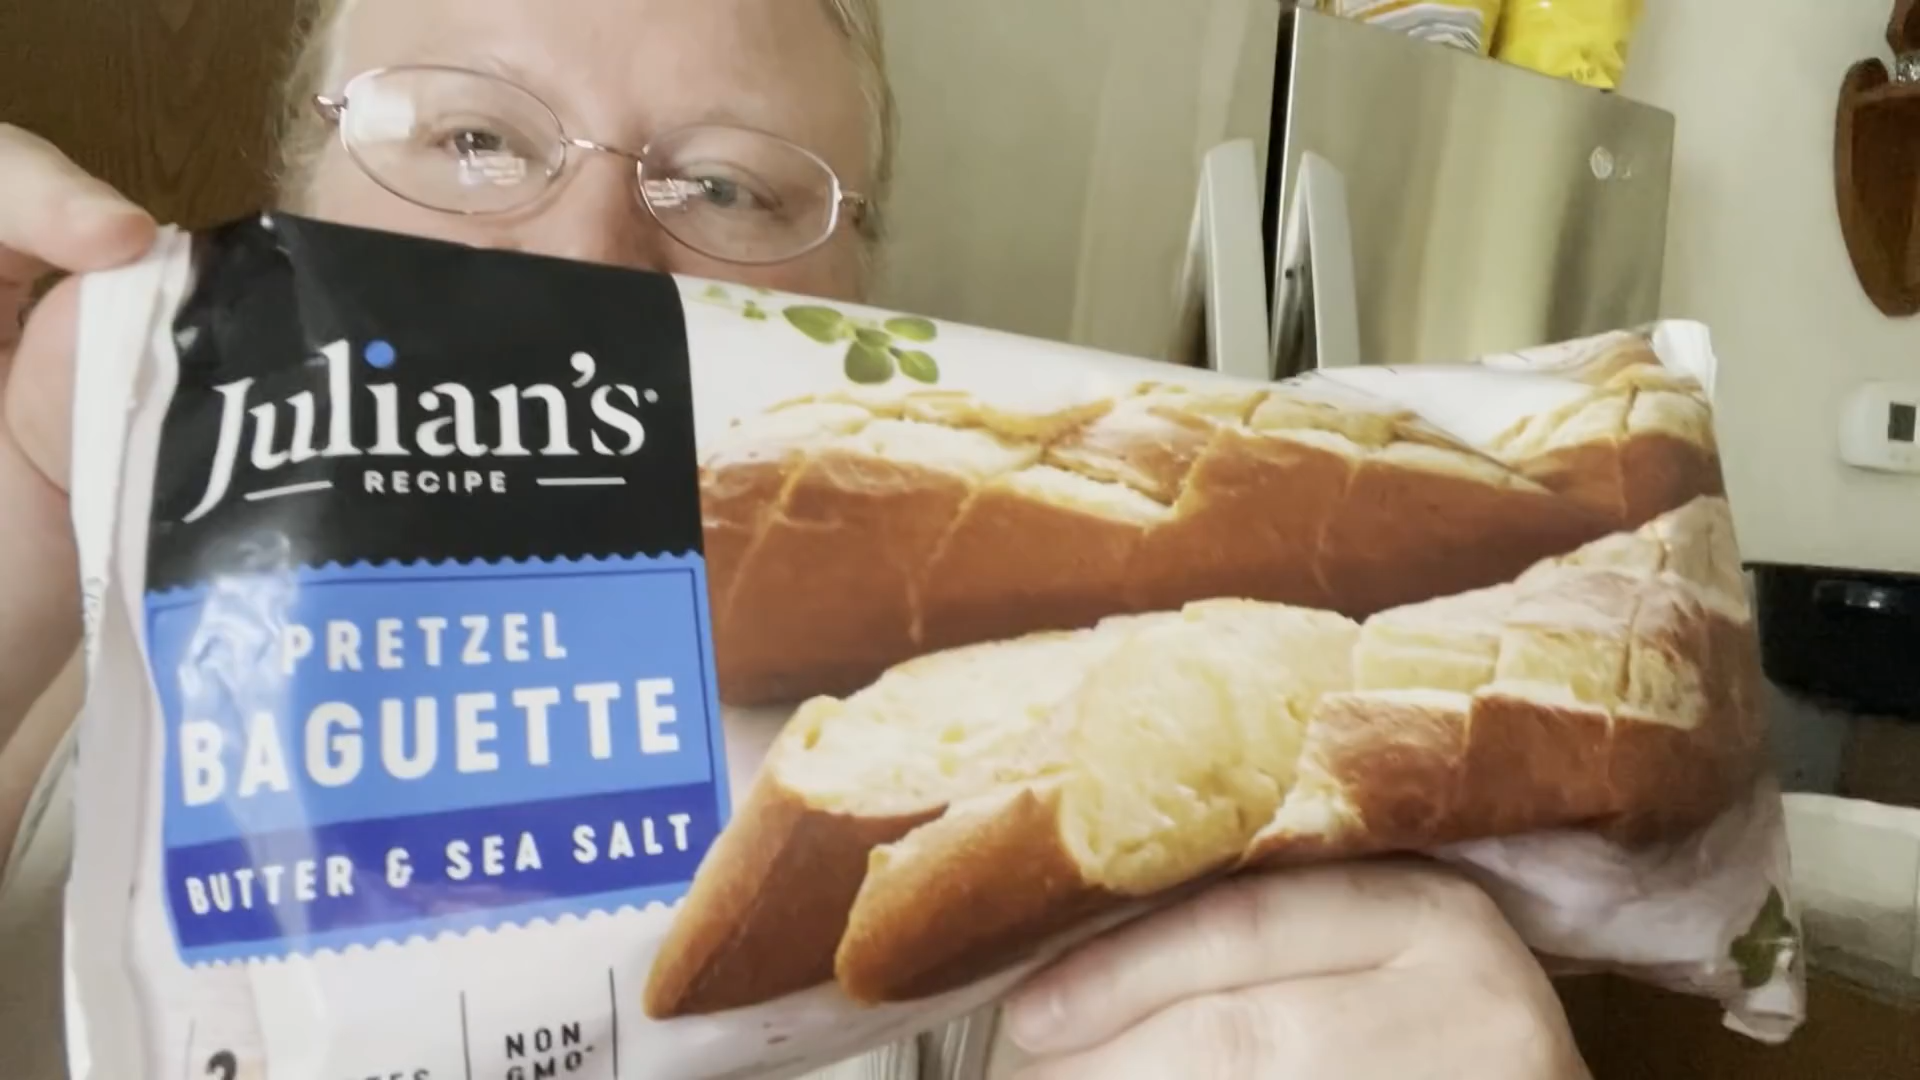 Julian's
RECIPE
PRETZEL
BAGUETTE
BUTTER & SEA SALT
NON
GMO